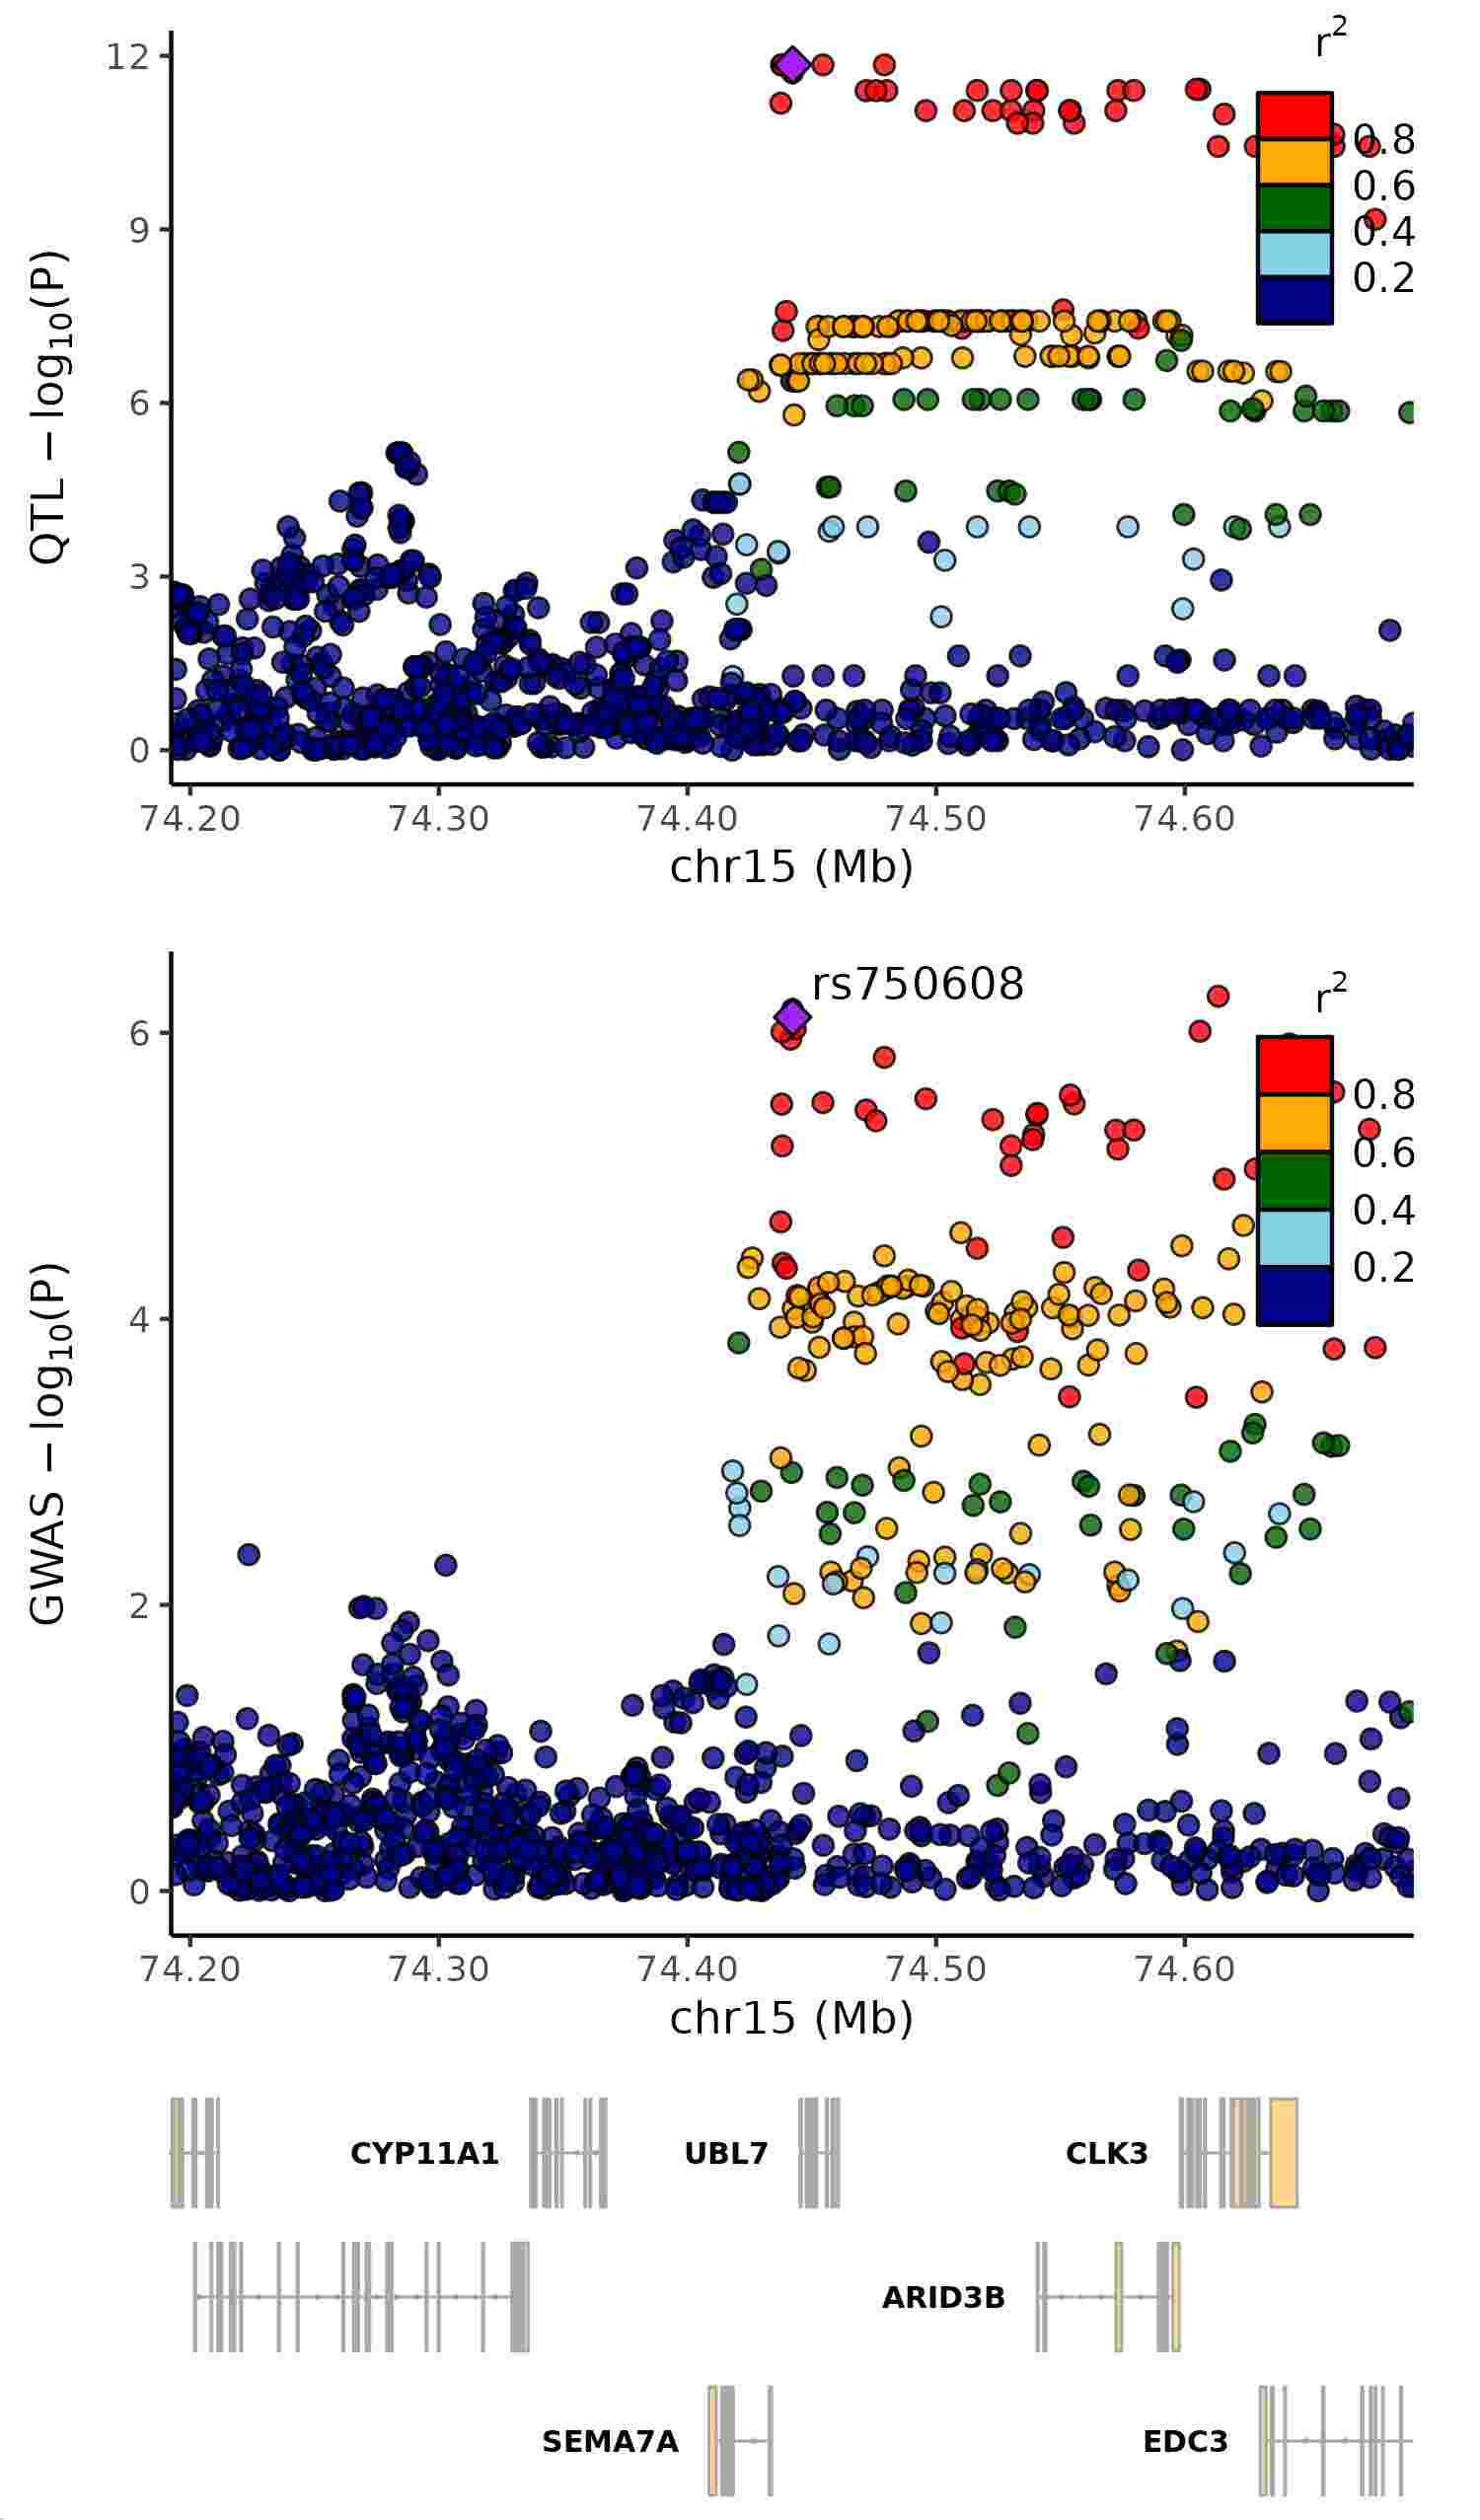 r²
12
9
6
3
0
0.8
0.6
0.4
0.2
QTL − log₁₀(P)
74.20 74.30 74.40 74.50 74.60
chr15 (Mb)
rs750608
r²
6
4
2
0
0.8
0.6
0.4
0.2
GWAS − log₁₀(P)
74.20 74.30 74.40 74.50 74.60
chr15 (Mb)
CYP11A1 UBL7 CLK3
ARID3B
SEMA7A EDC3